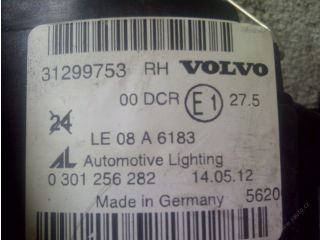 31299753 RH VOLVO
00 DCR E1 27.5
24
LE 08 A 6183
AL Automotive Lighting
0 301 256 282 14.05.12
Made in Germany 5620